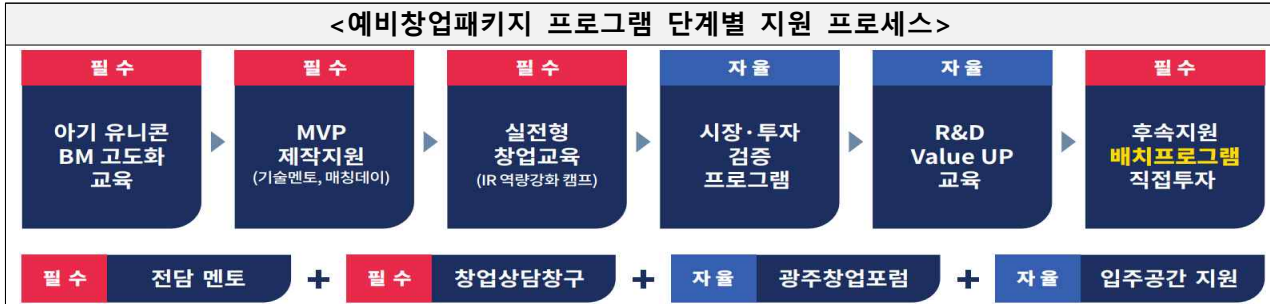 <예비창업패키지 프로그램 단계별 지원 프로세스>
필수
아기 유니콘
BM 고도화
교육
필수
MVP
제작지원
(기술멘토, 매칭데이)
필수
실전형
창업교육
(IR 역량강화 캠프)
자율
시장·투자
검증
프로그램
자율
R&D
Value UP
교육
필수
후속지원
배치프로그램
직접투자
필수 전담 멘토 + 필수 창업상담창구 + 자율 광주창업포럼 + 자율 입주공간 지원